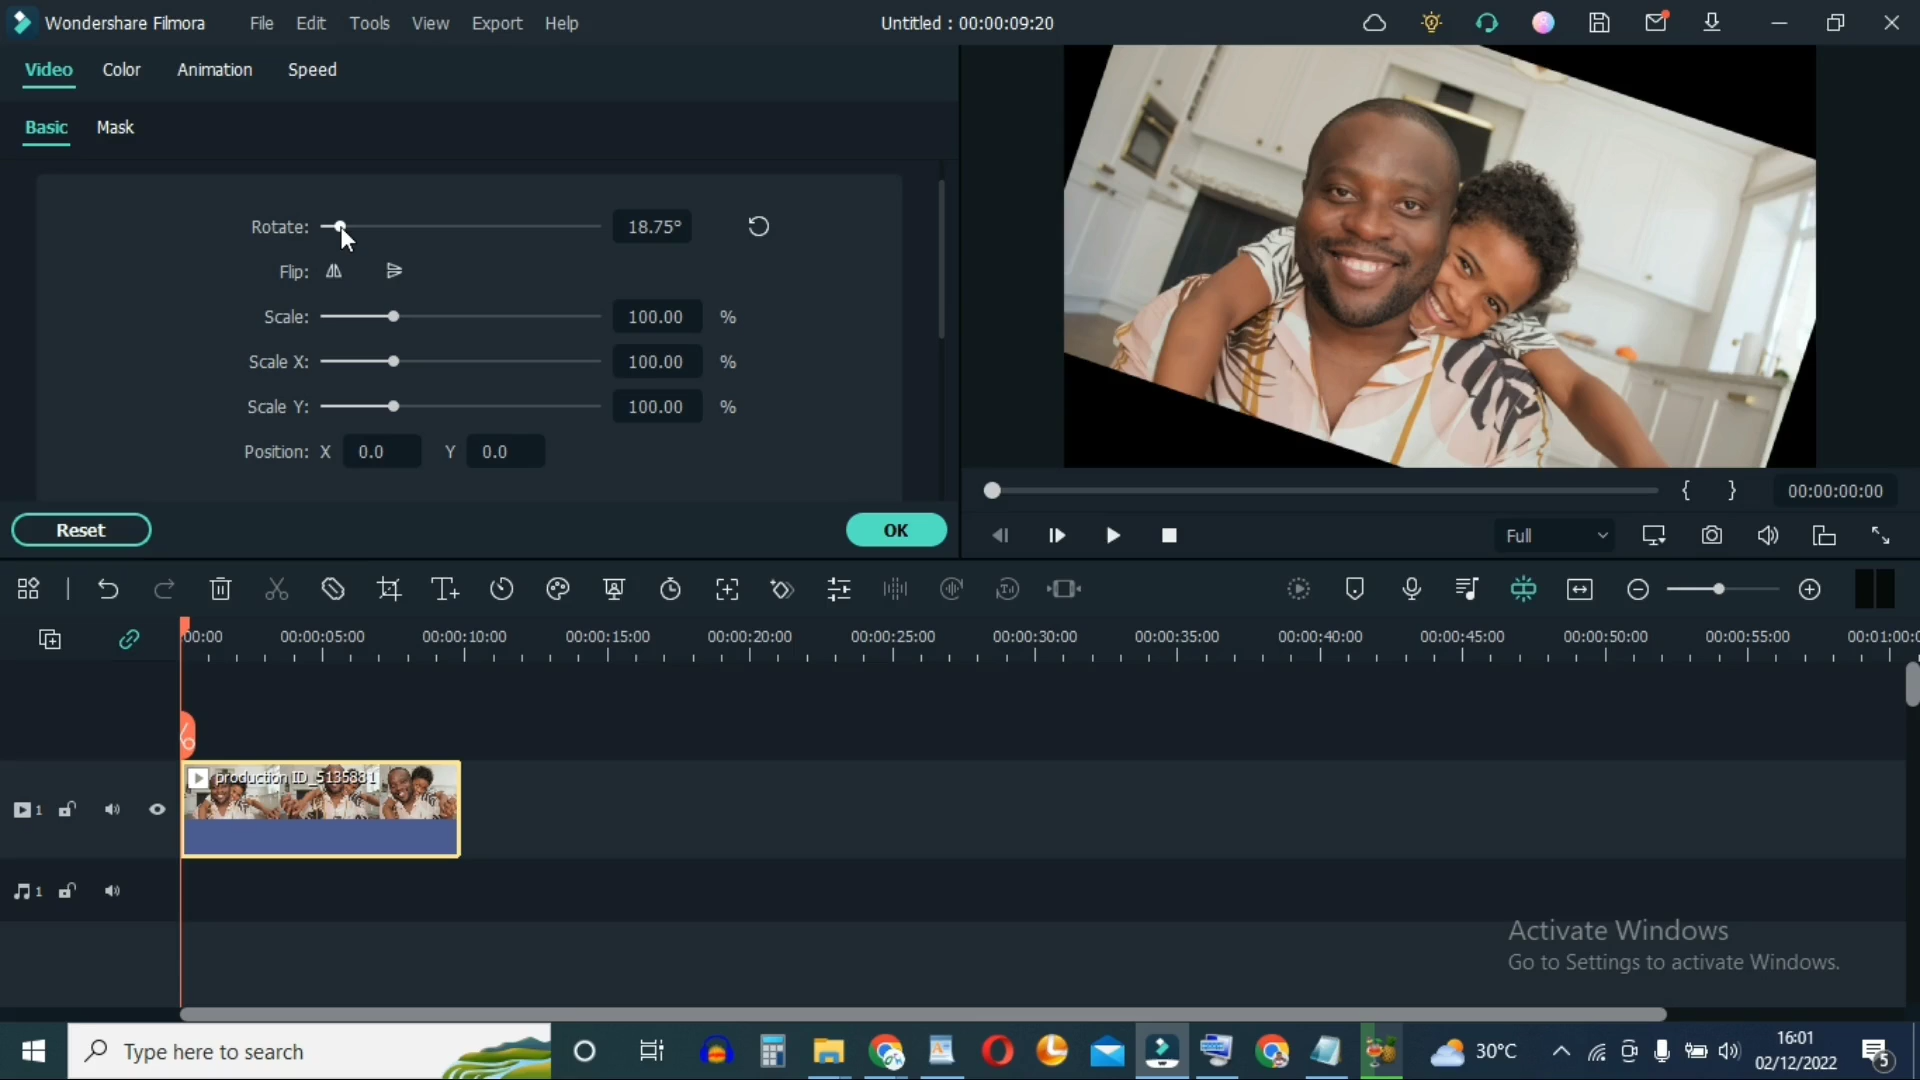 Wondershare Filmora File Edit Tools View Export Help Untitled : 00:00:09:20
Video Color Animation Speed
Basic Mask
Rotate: 18.75°
Flip:
Scale: 100.00 %
Scale X: 100.00 %
Scale Y: 100.00 %
Position: X 0.0 Y 0.0
Reset OK
00:00:00:00
Full
00:00 00:00:05:00 00:00:10:00 00:00:15:00 00:00:20:00 00:00:25:00 00:00:30:00 00:00:35:00 00:00:40:00 00:00:45:00 00:00:50:00 00:00:55:00 00:01:00:0
production ID_5135831
1
1
Activate Windows
Go to Settings to activate Windows.
Type here to search 30°C 16:01
02/12/2022
5